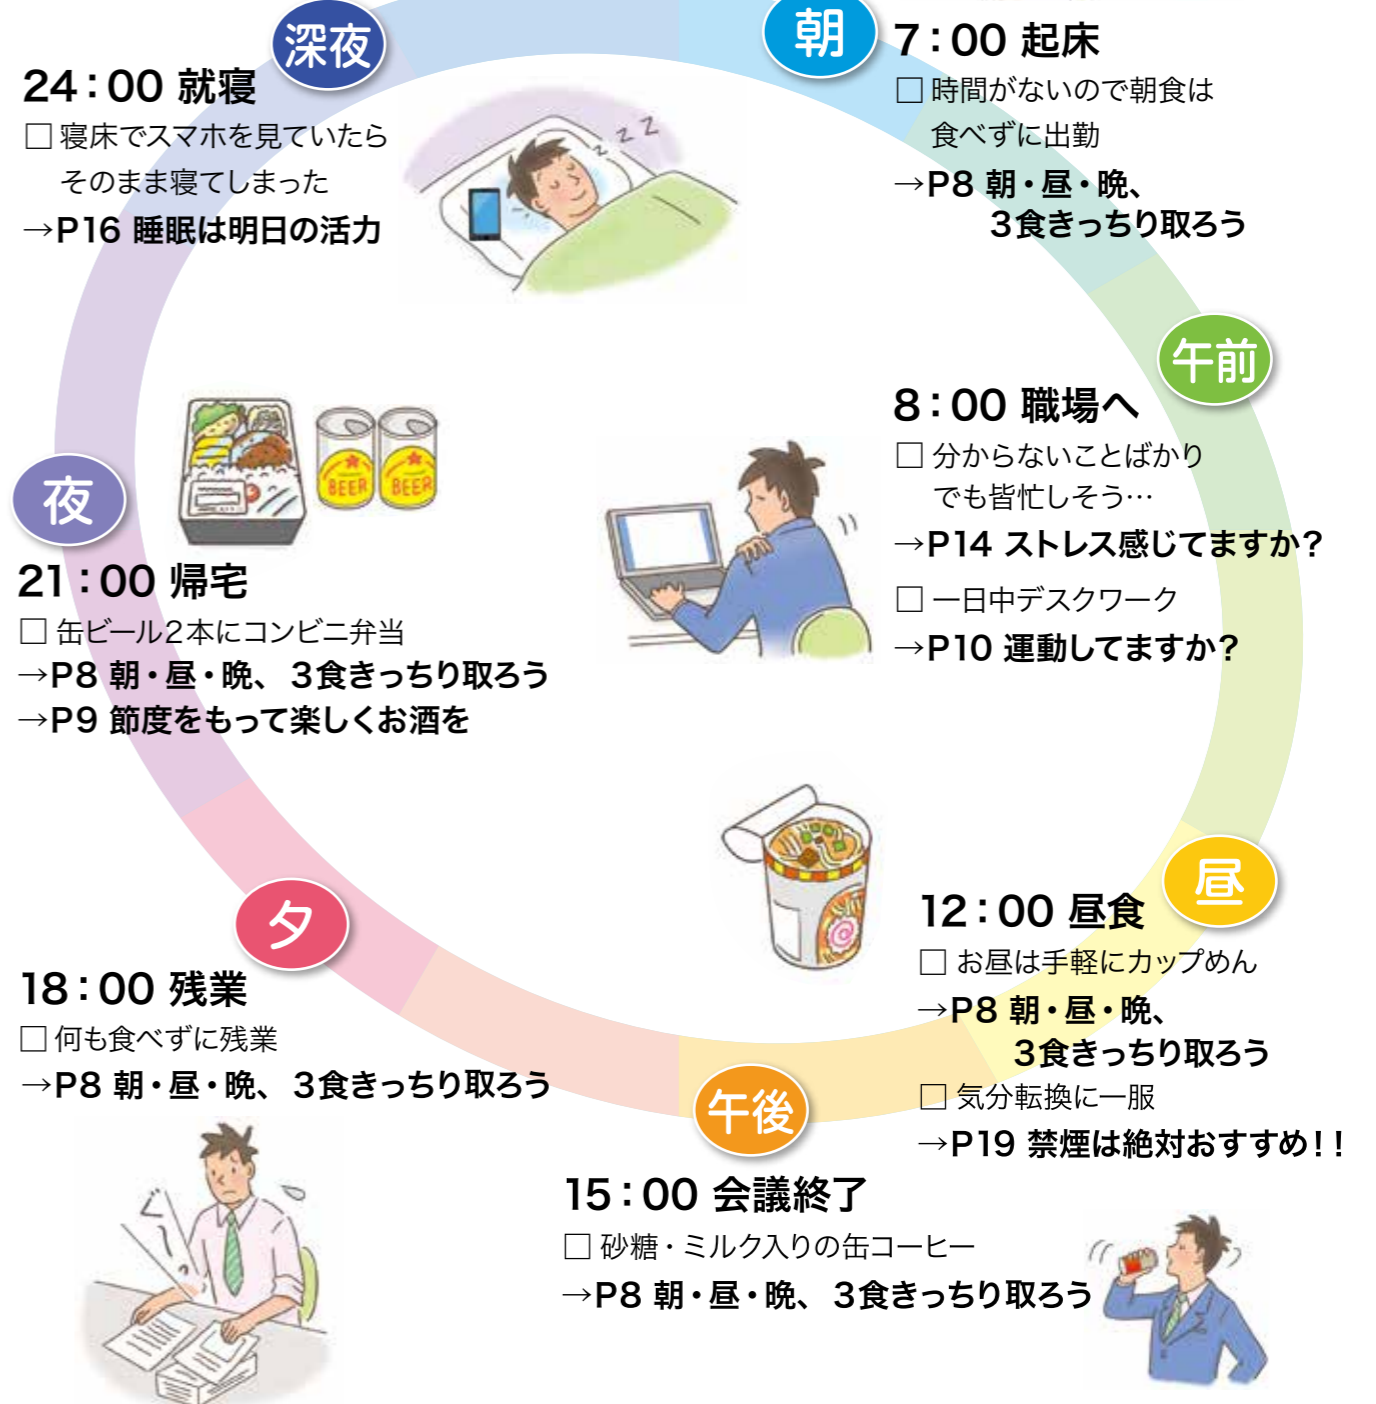 朝
7：00 起床
□ 時間がないので朝食は
食べずに出勤
→P8 朝・昼・晩、
3食きっちり取ろう
午前
8：00 職場へ
□ 分からないことばかり
でも皆忙しそう…
→P14 ストレス感じてますか？
□ 一日中デスクワーク
→P10 運動してますか？
昼
12：00 昼食
□ お昼は手軽にカップめん
→P8 朝・昼・晩、
3食きっちり取ろう
□ 気分転換に一服
→P19 禁煙は絶対おすすめ！！
午後
15：00 会議終了
□ 砂糖・ミルク入りの缶コーヒー
→P8 朝・昼・晩、3食きっちり取ろう
夕
18：00 残業
□ 何も食べずに残業
→P8 朝・昼・晩、3食きっちり取ろう
ぐ〜っ
夜
BEER BEER
21：00 帰宅
□ 缶ビール2本にコンビニ弁当
→P8 朝・昼・晩、3食きっちり取ろう
→P9 節度をもって楽しくお酒を
深夜
24：00 就寝
□ 寝床でスマホを見ていたら
そのまま寝てしまった
→P16 睡眠は明日の活力
zzZ